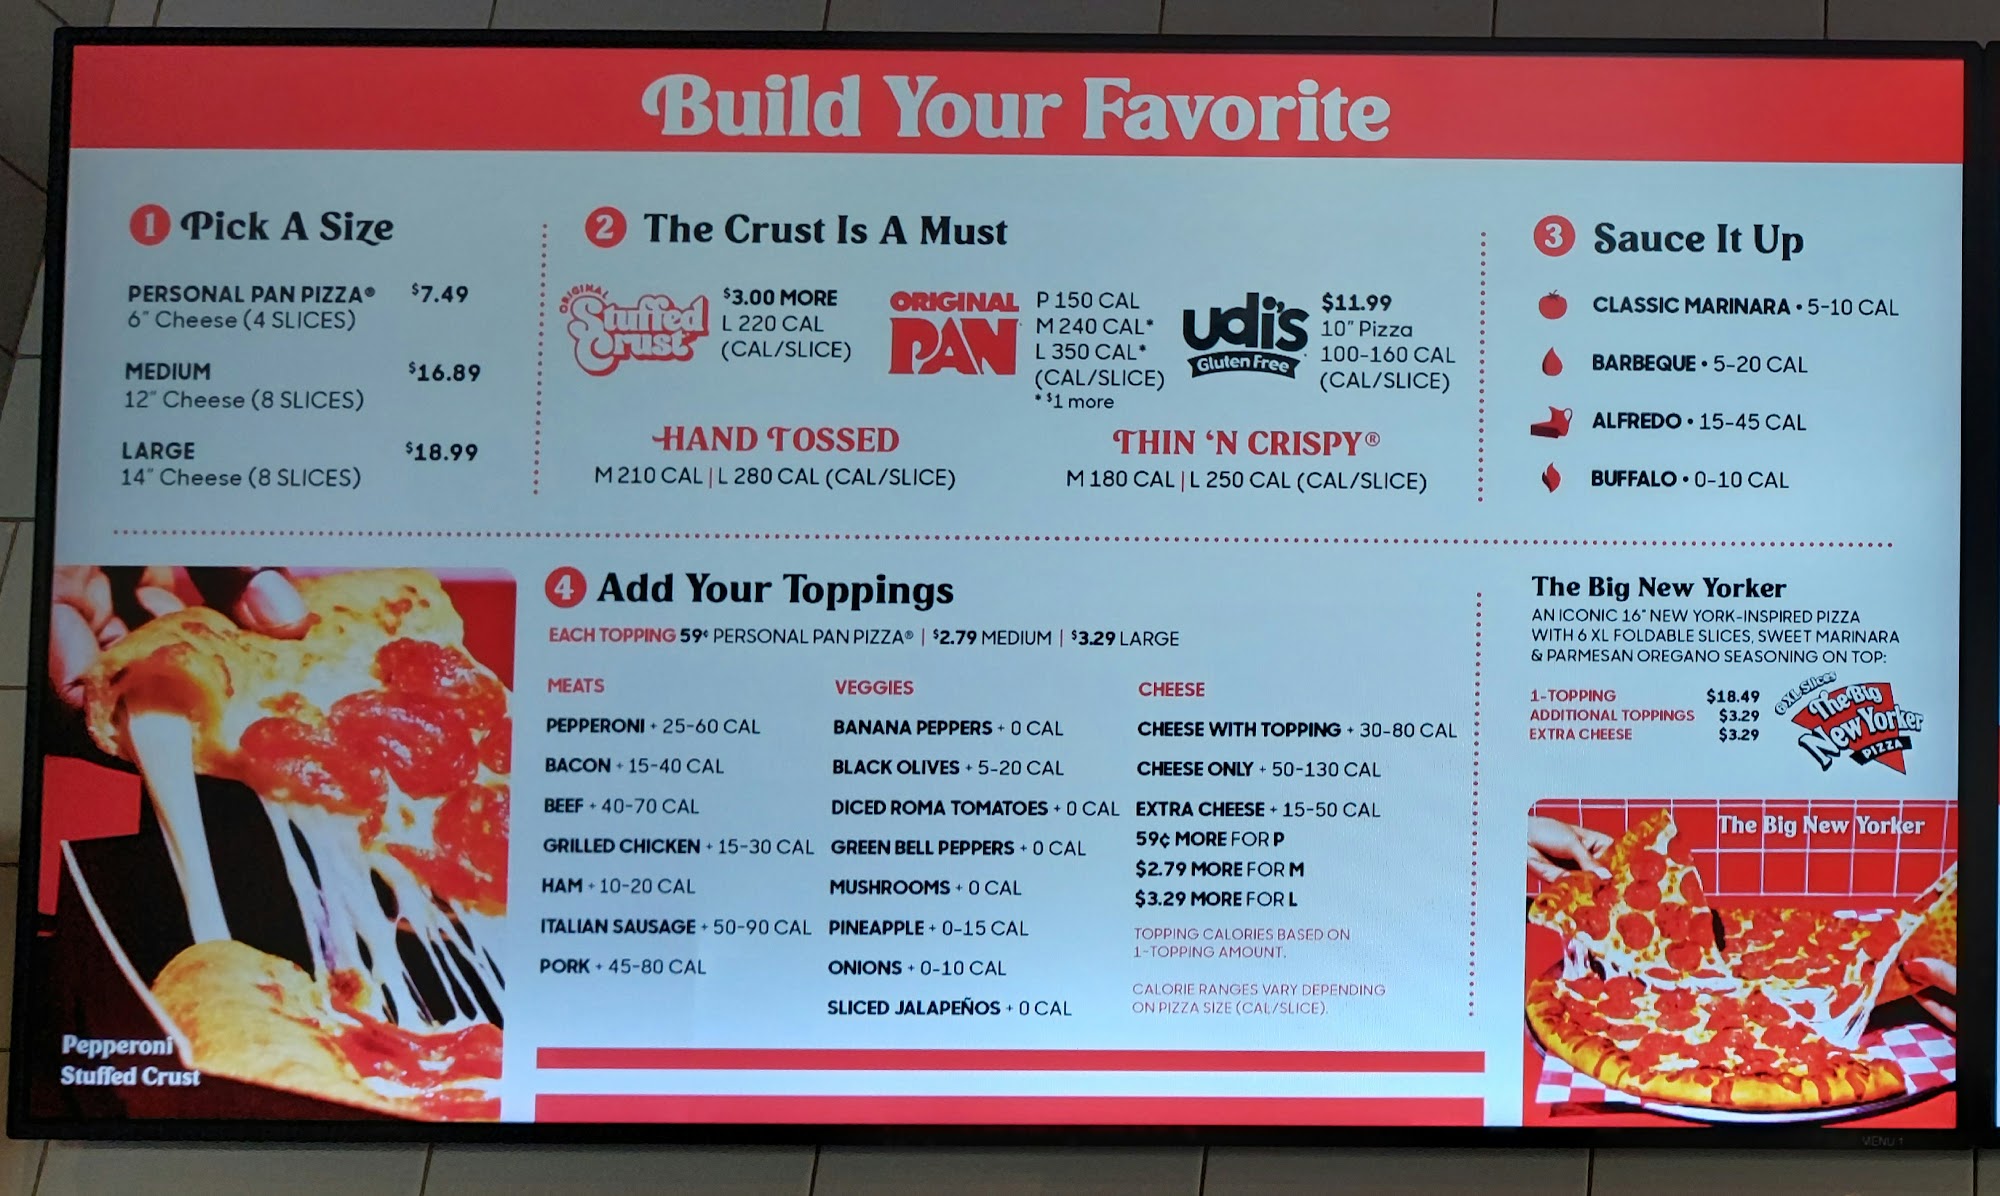 Build Your Favorite
1 Pick A Size
PERSONAL PAN PIZZA® $7.49
6" Cheese (4 SLICES)
MEDIUM $16.89
12" Cheese (8 SLICES)
LARGE $18.99
14" Cheese (8 SLICES)
2 The Crust Is A Must
ORIGINAL
Stuffed
Crust
$3.00 MORE
L 220 CAL
(CAL/SLICE)
ORIGINAL
PAN
P 150 CAL
M 240 CAL*
L 350 CAL*
(CAL/SLICE)
*$1 more
Udi's
Gluten Free
$11.99
10" Pizza
100-160 CAL
(CAL/SLICE)
HAND TOSSED
M 210 CAL | L 280 CAL (CAL/SLICE)
THIN 'N CRISPY®
M 180 CAL | L 250 CAL (CAL/SLICE)
3 Sauce It Up
CLASSIC MARINARA • 5-10 CAL
BARBEQUE • 5-20 CAL
ALFREDO • 15-45 CAL
BUFFALO • 0-10 CAL
Pepperoni
Stuffed Crust
4 Add Your Toppings
EACH TOPPING 59¢ PERSONAL PAN PIZZA® | $2.79 MEDIUM | $3.29 LARGE
MEATS
PEPPERONI + 25-60 CAL
BACON + 15-40 CAL
BEEF + 40-70 CAL
GRILLED CHICKEN + 15-30 CAL
HAM + 10-20 CAL
ITALIAN SAUSAGE + 50-90 CAL
PORK + 45-80 CAL
VEGGIES
BANANA PEPPERS + 0 CAL
BLACK OLIVES + 5-20 CAL
DICED ROMA TOMATOES + 0 CAL
GREEN BELL PEPPERS + 0 CAL
MUSHROOMS + 0 CAL
PINEAPPLE + 0-15 CAL
ONIONS + 0-10 CAL
SLICED JALAPEÑOS + 0 CAL
CHEESE
CHEESE WITH TOPPING + 30-80 CAL
CHEESE ONLY + 50-130 CAL
EXTRA CHEESE + 15-50 CAL
59¢ MORE FOR P
$2.79 MORE FOR M
$3.29 MORE FOR L
TOPPING CALORIES BASED ON
1-TOPPING AMOUNT.
CALORIE RANGES VARY DEPENDING
ON PIZZA SIZE (CAL/SLICE).
The Big New Yorker
AN ICONIC 16" NEW YORK-INSPIRED PIZZA
WITH 6 XL FOLDABLE SLICES, SWEET MARINARA
& PARMESAN OREGANO SEASONING ON TOP:
1-TOPPING $18.49
ADDITIONAL TOPPINGS $3.29
EXTRA CHEESE $3.29
6 XL Slices
The Big
New Yorker
PIZZA
The Big New Yorker
MENU 1